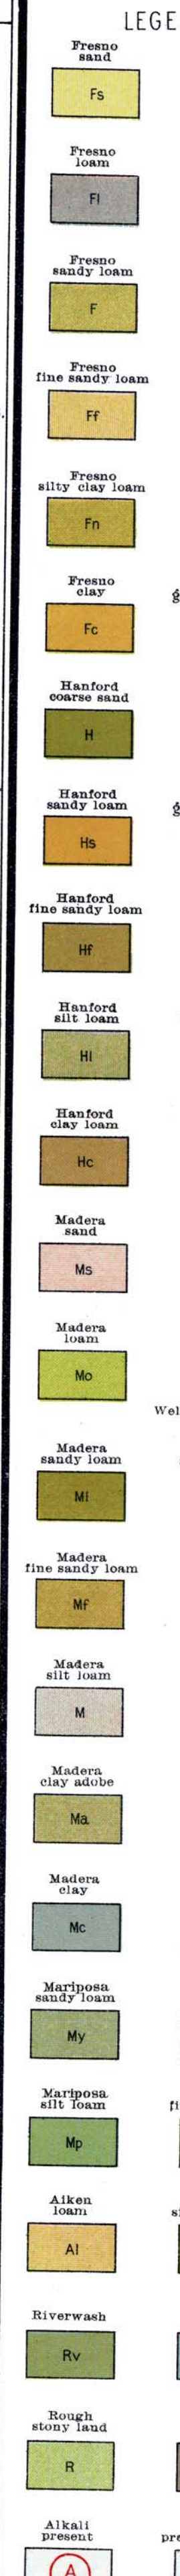 LEGE
Fresno
sand
Fs
Fresno
loam
Fl
Fresno
sandy loam
F
Fresno
fine sandy loam
Ff
Fresno
silty clay loam
Fn
Fresno
clay
Fc
Hanford
coarse sand
H
Hanford
sandy loam
Hs
Hanford
fine sandy loam
Hf
Hanford
silt loam
Hl
Hanford
clay loam
Hc
Madera
sand
Ms
Madera
loam
Mo
Wel
Madera
sandy loam
Ml
Madera
fine sandy loam
Mf
Madera
silt loam
M
Madera
clay adobe
Ma
Madera
clay
Mc
Mariposa
sandy loam
My
Mariposa
silt loam
fi
Mp
Aiken
loam
Al
Riverwash
Rv
Rough
stony land
R
Alkali
present
pre
A